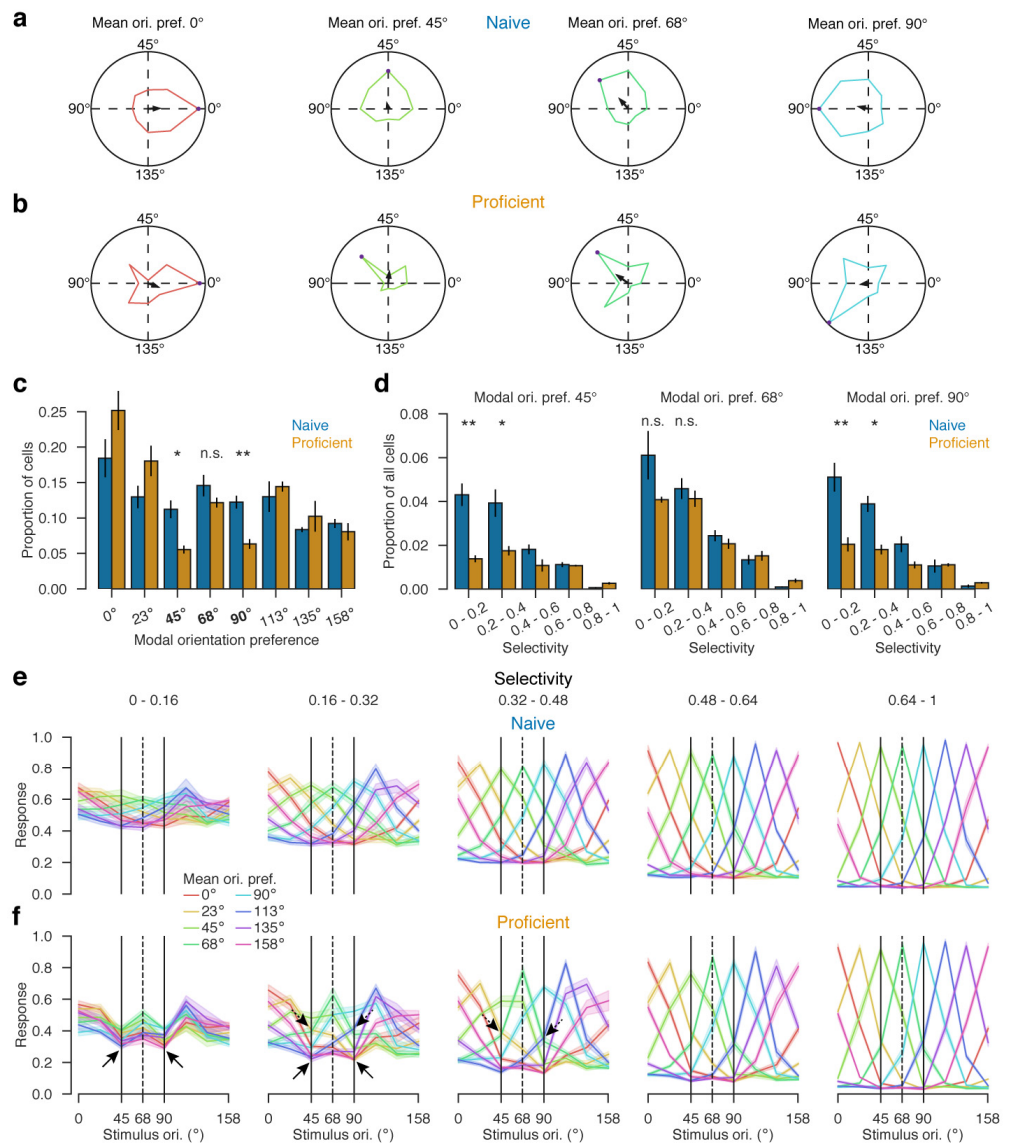 a
Naive
Mean ori. pref. 0° Mean ori. pref. 45° Mean ori. pref. 68° Mean ori. pref. 90°
45° 45° 45° 45°
90° 0° 90° 0° 90° 0° 90° 0°
135° 135° 135° 135°
b
Proficient
45° 45° 45° 45°
90° 0° 90° 0° 90° 0° 90° 0°
135° 135° 135° 135°
c
Proportion of cells
0.25
0.20
0.15
0.10
0.05
0.00
Naive
Proficient
* n.s. **
0° 23° 45° 68° 90° 113° 135° 158°
Modal orientation preference
d
Proportion of all cells
0.08
0.06
0.04
0.02
0.00
Modal ori. pref. 45° Modal ori. pref. 68° Modal ori. pref. 90°
** * n.s. n.s. ** *
Naive
Proficient
0 - 0.2 0.2 - 0.4 0.4 - 0.6 0.6 - 0.8 0.8 - 1
0 - 0.2 0.2 - 0.4 0.4 - 0.6 0.6 - 0.8 0.8 - 1
0 - 0.2 0.2 - 0.4 0.4 - 0.6 0.6 - 0.8 0.8 - 1
Selectivity Selectivity Selectivity
e
Selectivity
0 - 0.16 0.16 - 0.32 0.32 - 0.48 0.48 - 0.64 0.64 - 1
Naive
Response
1.0
0.8
0.6
0.4
0.2
0.0
Mean ori. pref.
0° 90°
23° 113°
45° 135°
68° 158°
f
Proficient
Response
1.0
0.8
0.6
0.4
0.2
0.0
0 45 68 90 158 0 45 68 90 158 0 45 68 90 158 0 45 68 90 158 0 45 68 90 158
Stimulus ori. (°) Stimulus ori. (°) Stimulus ori. (°) Stimulus ori. (°) Stimulus ori. (°)